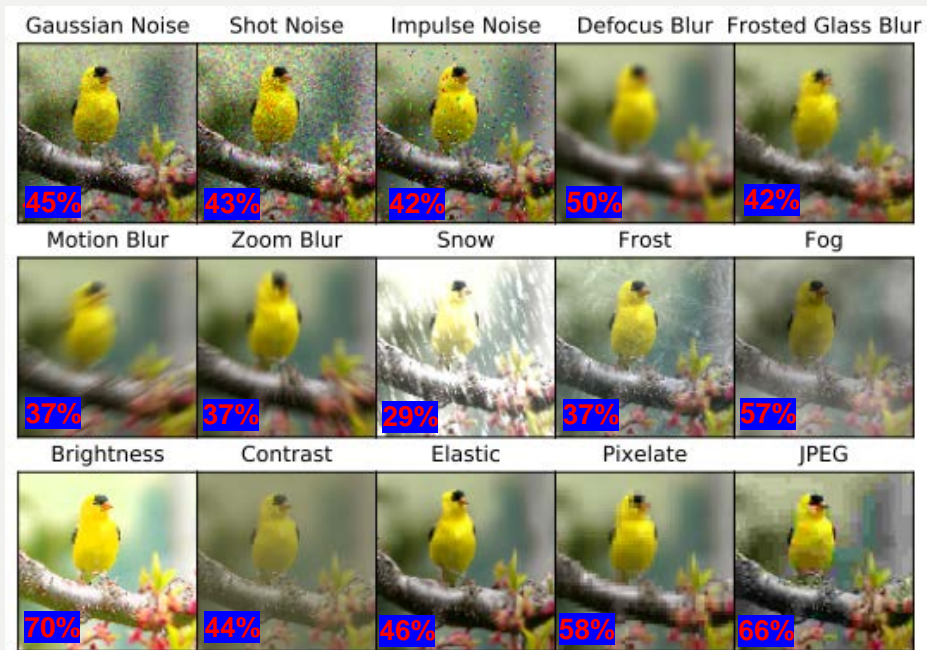 Gaussian Noise Shot Noise Impulse Noise Defocus Blur Frosted Glass Blur
45% 43% 42% 50% 42%
Motion Blur Zoom Blur Snow Frost Fog
37% 37% 29% 37% 57%
Brightness Contrast Elastic Pixelate JPEG
70% 44% 46% 58% 66%